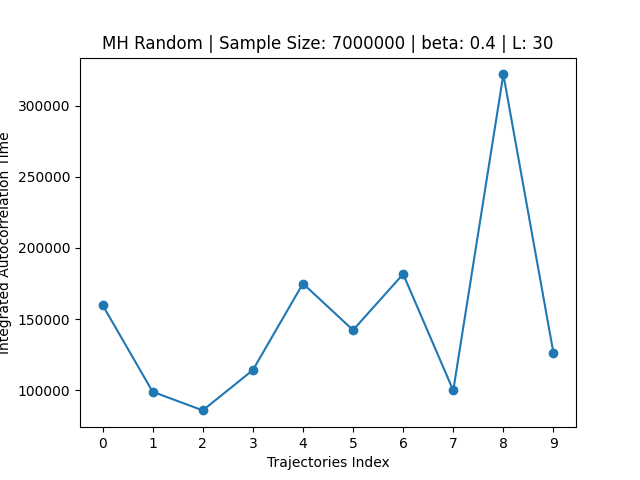 MH Random | Sample Size: 7000000 | beta: 0.4 | L: 30
Integrated Autocorrelation Time
300000
250000
200000
150000
100000
0 1 2 3 4 5 6 7 8 9
Trajectories Index